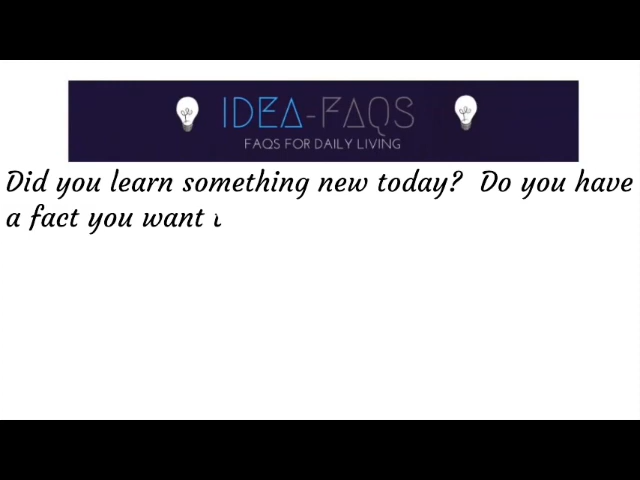 IDEA-FAQS
FAQS FOR DAILY LIVING
Did you learn something new today? Do you have
a fact you want